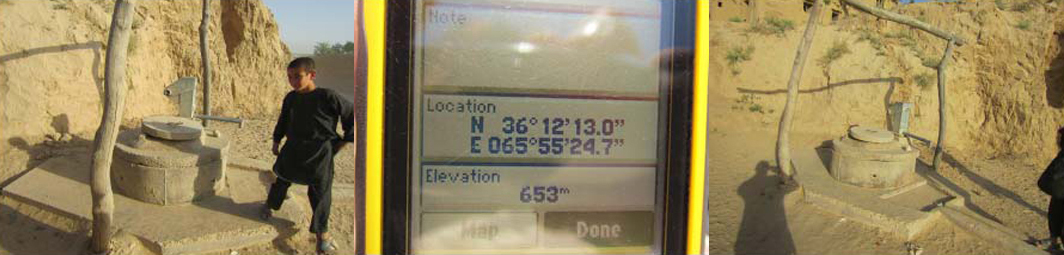 Note
Location
N 36°12'13.0"
E 065°55'24.7"
Elevation
653m
Map
Done